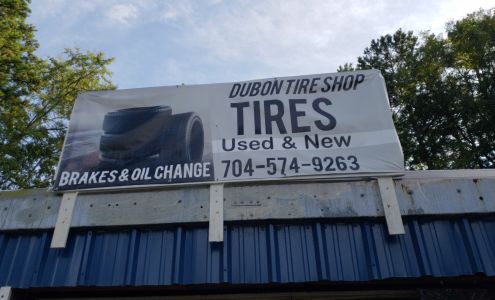 DUBON TIRE SHOP
TIRES
Used & New
BRAKES & OIL CHANGE
704-574-9263